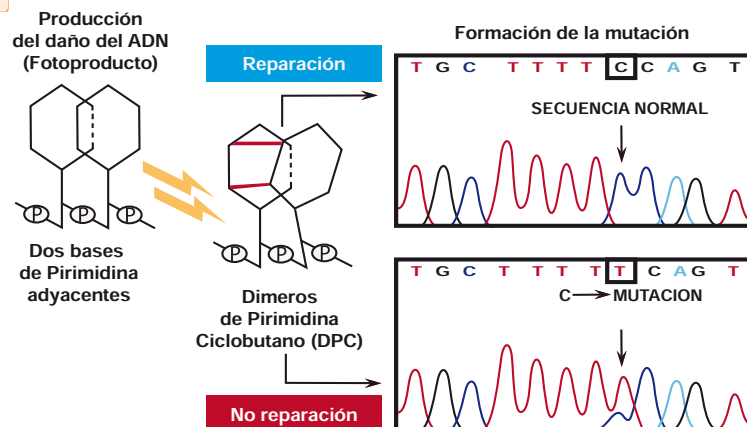 Producción
del daño del ADN
(Fotoproducto)
P P P
Dos bases
de Pirimidina
adyacentes
Reparación
P P P
Dimeros
de Pirimidina
Ciclobutano (DPC)
No reparación
Formación de la mutación
T G C T T T T C C A G T
SECUENCIA NORMAL
T G C T T T T T C A G T
C → MUTACION